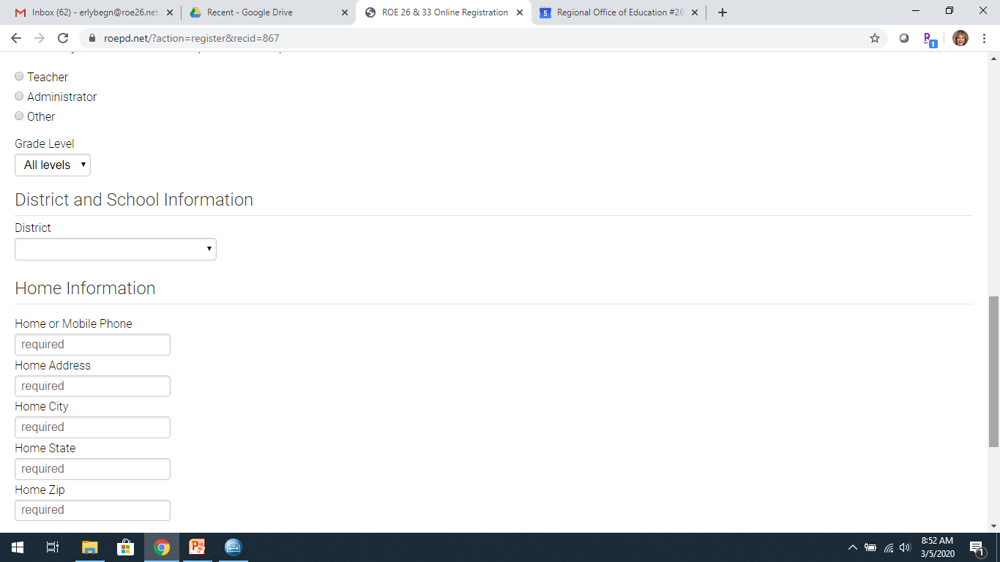 Inbox (62) - erlybegn@roe26.net
Recent - Google Drive
ROE 26 & 33 Online Registration
5 Regional Office of Education #26
roepd.net/?action=register&recid=867
R 1
Teacher
Administrator
Other
Grade Level
All levels
District and School Information
District
Home Information
Home or Mobile Phone
required
Home Address
required
Home City
required
Home State
required
Home Zip
required
8:52 AM
3/5/2020
1